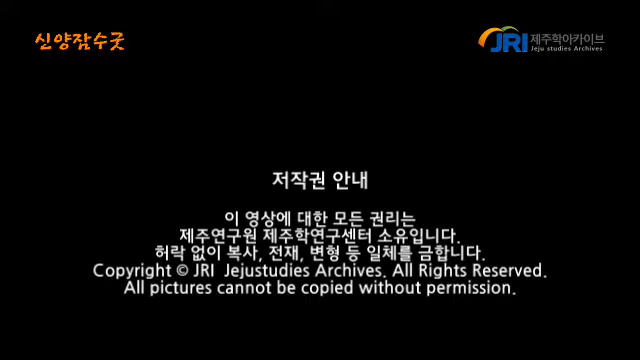 신양잠수굿
JRI 제주학아카이브
Jeju studies Archives
저작권 안내
이 영상에 대한 모든 권리는
제주연구원 제주학연구센터 소유입니다.
허락 없이 복사, 전재, 변형 등 일체를 금합니다.
Copyright © JRI Jejustudies Archives. All Rights Reserved.
All pictures cannot be copied without permission.